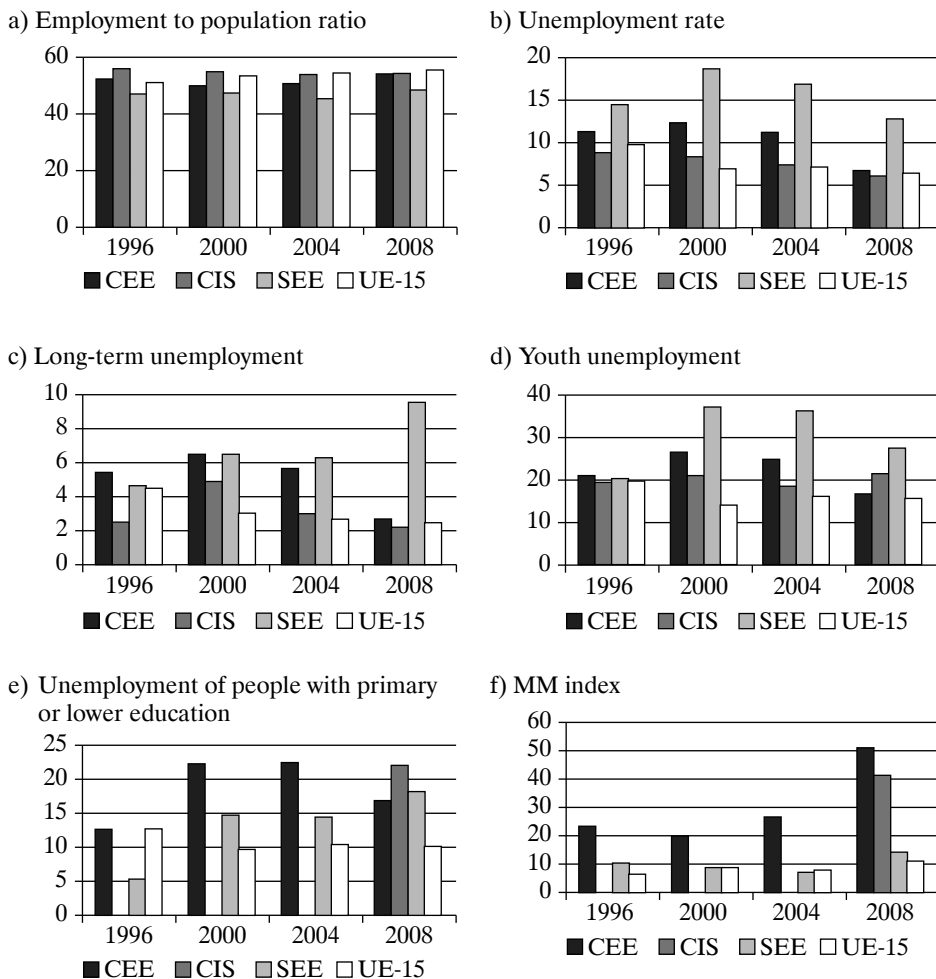 a) Employment to population ratio
60
40
20
0
1996 2000 2004 2008
CEE CIS SEE UE-15
b) Unemployment rate
20
15
10
5
0
1996 2000 2004 2008
CEE CIS SEE UE-15
c) Long-term unemployment
10
8
6
4
2
0
1996 2000 2004 2008
CEE CIS SEE UE-15
d) Youth unemployment
40
30
20
10
0
1996 2000 2004 2008
CEE CIS SEE UE-15
e) Unemployment of people with primary
or lower education
25
20
15
10
5
0
1996 2000 2004 2008
CEE CIS SEE UE-15
f) MM index
60
50
40
30
20
10
0
1996 2000 2004 2008
CEE CIS SEE UE-15